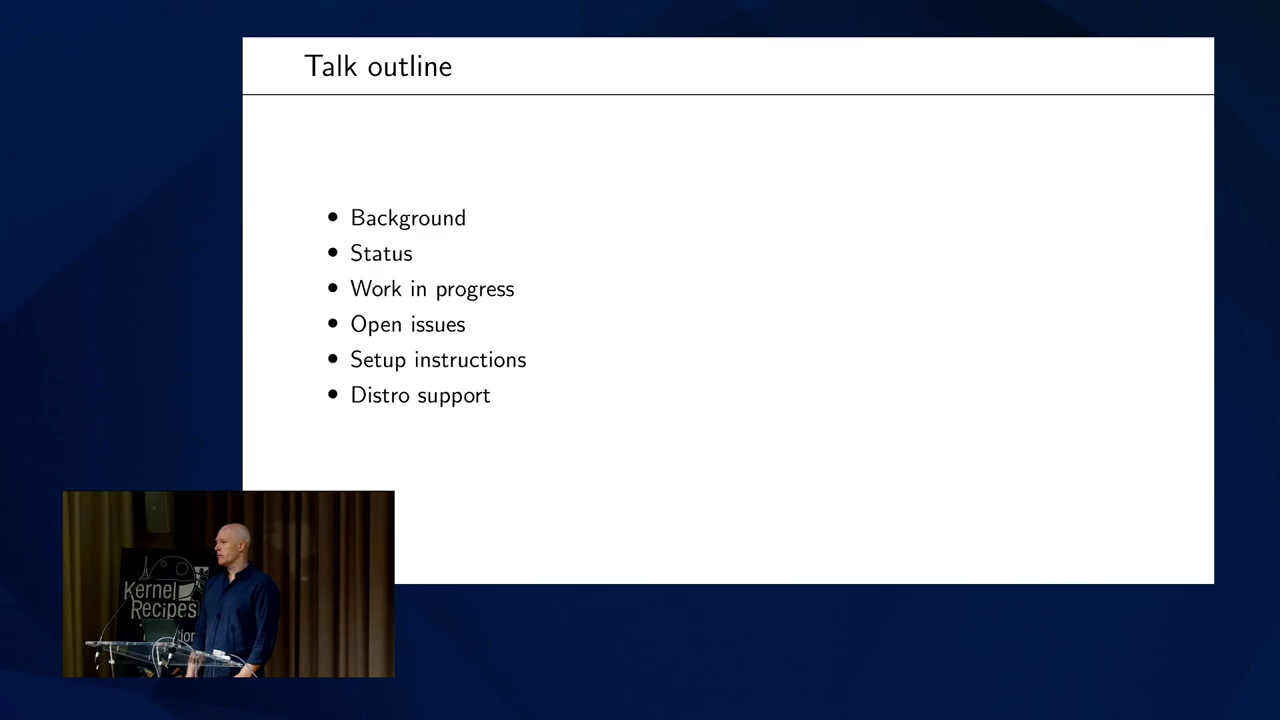 Talk outline
• Background
• Status
• Work in progress
• Open issues
• Setup instructions
• Distro support
Kernel
Recipes